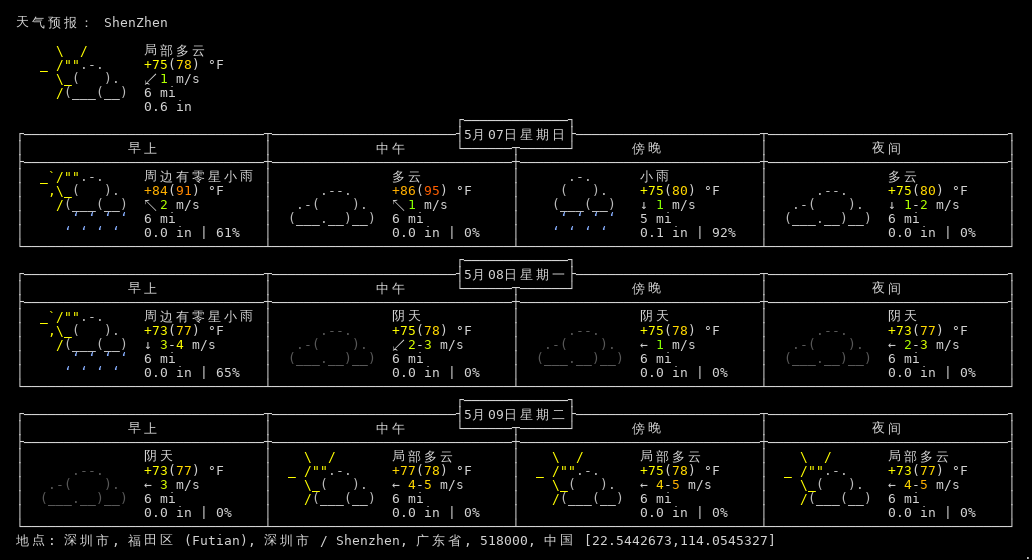 天气预报： ShenZhen
局部多云
+75(78) °F
↙ 1 m/s
6 mi
0.6 in
5月07日星期日
早上 中午 傍晚 夜间
周边有零星小雨 多云 小雨 多云
+84(91) °F +86(95) °F +75(80) °F +75(80) °F
↖ 2 m/s ↖ 1 m/s ↓ 1 m/s ↓ 1-2 m/s
6 mi 6 mi 5 mi 6 mi
0.0 in | 61% 0.0 in | 0% 0.1 in | 92% 0.0 in | 0%
5月08日星期一
早上 中午 傍晚 夜间
周边有零星小雨 阴天 阴天 阴天
+73(77) °F +75(78) °F +75(78) °F +73(77) °F
↓ 3-4 m/s ↙ 2-3 m/s ← 1 m/s ← 2-3 m/s
6 mi 6 mi 6 mi 6 mi
0.0 in | 65% 0.0 in | 0% 0.0 in | 0% 0.0 in | 0%
5月09日星期二
早上 中午 傍晚 夜间
阴天 局部多云 局部多云 局部多云
+73(77) °F +77(78) °F +75(78) °F +73(77) °F
← 3 m/s ← 4-5 m/s ← 4-5 m/s ← 4-5 m/s
6 mi 6 mi 6 mi 6 mi
0.0 in | 0% 0.0 in | 0% 0.0 in | 0% 0.0 in | 0%
地点: 深圳市, 福田区 (Futian), 深圳市 / Shenzhen, 广东省, 518000, 中国 [22.5442673,114.0545327]